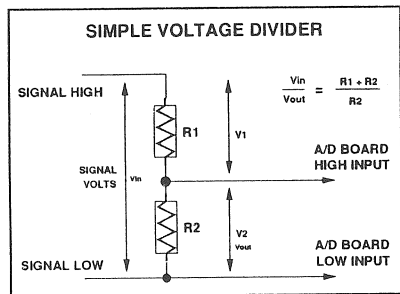 SIMPLE VOLTAGE DIVIDER
SIGNAL HIGH
Vin
Vout
=
R1 + R2
R2
R1
V1
SIGNAL
VOLTS
Vin
A/D BOARD
HIGH INPUT
R2
V2
Vout
SIGNAL LOW
A/D BOARD
LOW INPUT